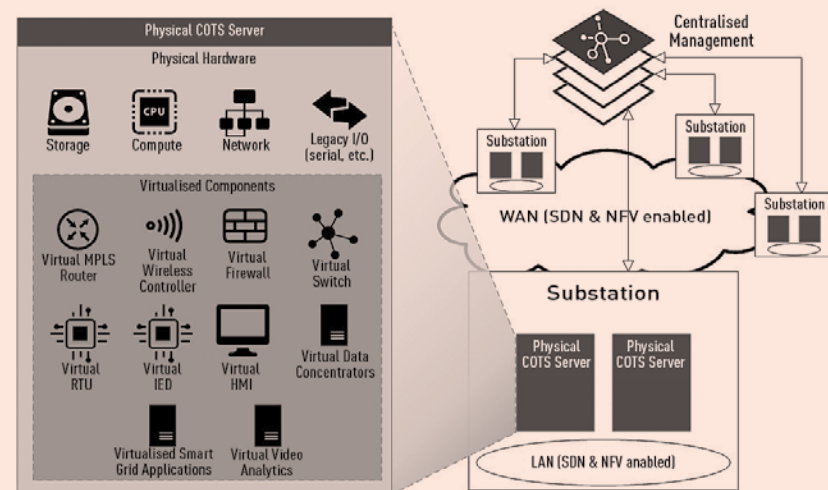 Physical COTS Server
Physical Hardware
Storage
CPU
Compute
Network
Legacy I/O
(serial, etc.)
Virtualised Components
Virtual MPLS
Router
Virtual
Wireless
Controller
Virtual
Firewall
Virtual
Switch
Virtual
RTU
Virtual
IED
Virtual
HMI
Virtual Data
Concentrators
Virtualised Smart
Grid Applications
Virtual Video
Analytics
Centralised
Management
Substation
Substation
Substation
WAN (SDN & NFV enabled)
Substation
Physical
COTS Server
Physical
COTS Server
LAN (SDN & NFV anabled)